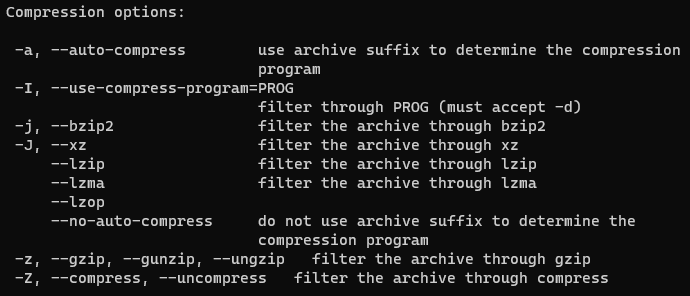 Compression options:
-a, --auto-compress use archive suffix to determine the compression
program
-I, --use-compress-program=PROG
filter through PROG (must accept -d)
-j, --bzip2 filter the archive through bzip2
-J, --xz filter the archive through xz
--lzip filter the archive through lzip
--lzma filter the archive through lzma
--lzop
--no-auto-compress do not use archive suffix to determine the
compression program
-z, --gzip, --gunzip, --ungzip filter the archive through gzip
-Z, --compress, --uncompress filter the archive through compress